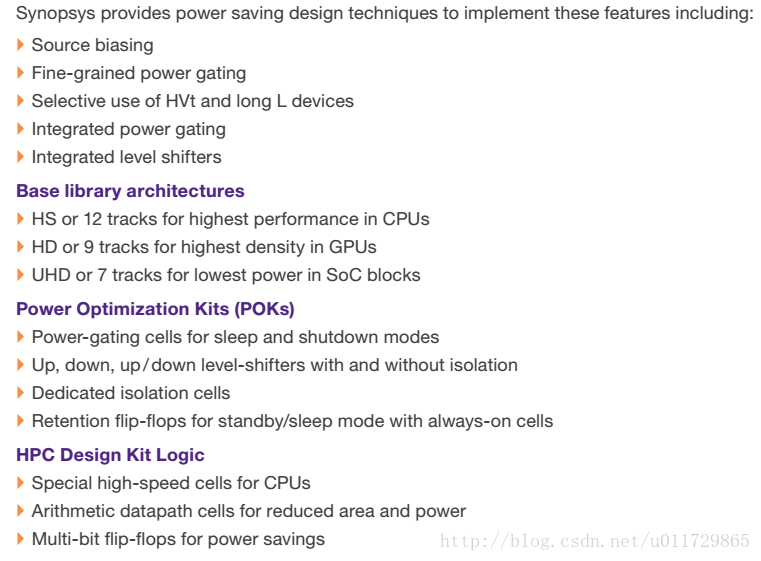 Synopsys provides power saving design techniques to implement these features including:
Source biasing
Fine-grained power gating
Selective use of HVt and long L devices
Integrated power gating
Integrated level shifters
Base library architectures
HS or 12 tracks for highest performance in CPUs
HD or 9 tracks for highest density in GPUs
UHD or 7 tracks for lowest power in SoC blocks
Power Optimization Kits (POKs)
Power-gating cells for sleep and shutdown modes
Up, down, up/down level-shifters with and without isolation
Dedicated isolation cells
Retention flip-flops for standby/sleep mode with always-on cells
HPC Design Kit Logic
Special high-speed cells for CPUs
Arithmetic datapath cells for reduced area and power
Multi-bit flip-flops for power savings
http://blog.csdn.net/u011729865